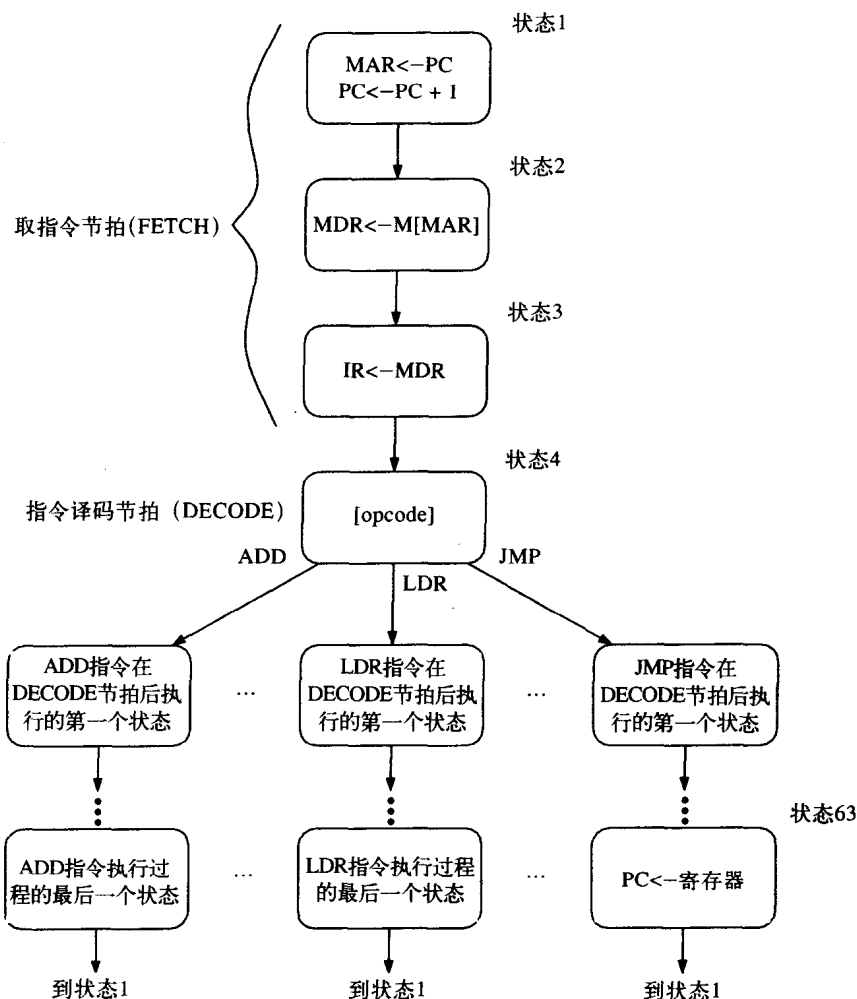 状态1
MAR<-PC
PC<-PC + 1
状态2
取指令节拍(FETCH)
MDR<-M[MAR]
状态3
IR<-MDR
状态4
指令译码节拍（DECODE）
[opcode]
ADD
LDR
JMP
ADD指令在
DECODE节拍后执
行的第一个状态
...
LDR指令在
DECODE节拍后执
行的第一个状态
...
JMP指令在
DECODE节拍后执
行的第一个状态
状态63
ADD指令执行过
程的最后一个状态
...
LDR指令执行过程
的最后一个状态
...
PC<-寄存器
到状态1
到状态1
到状态1